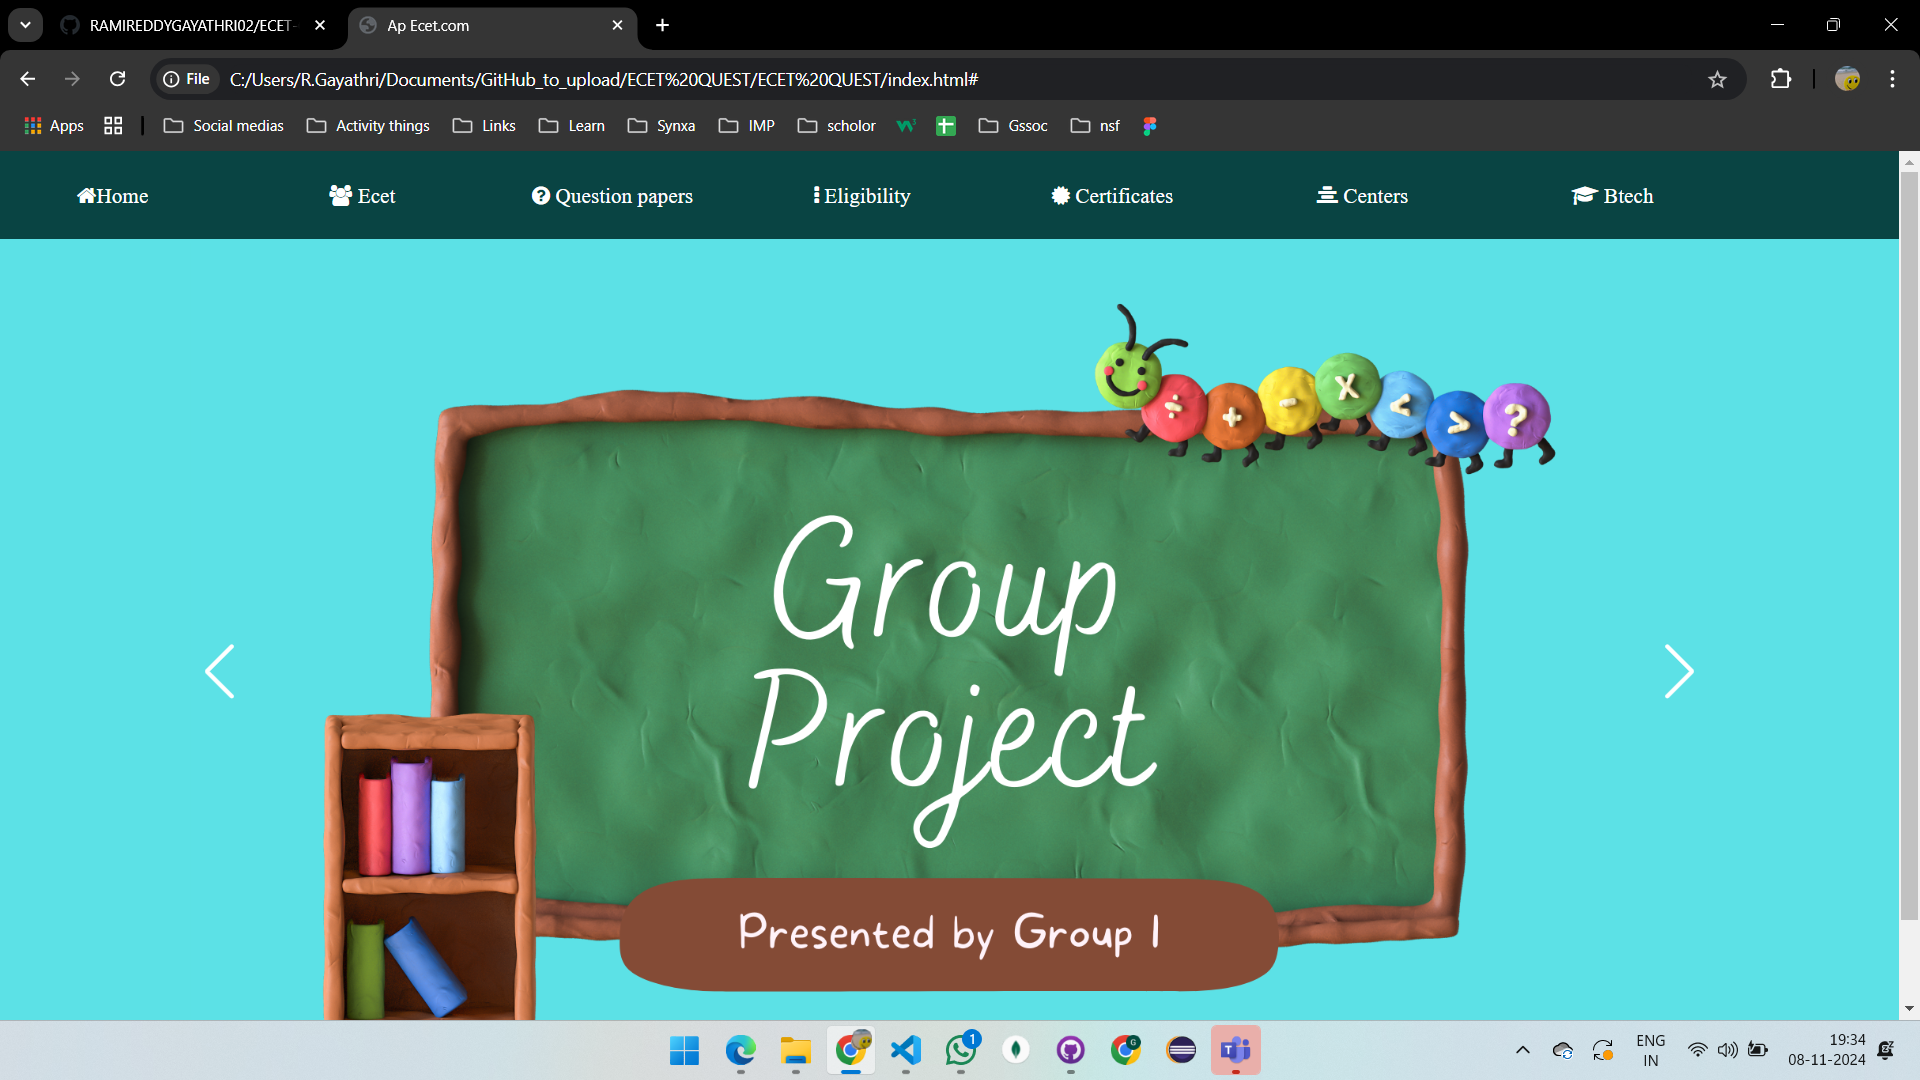 RAMIREDDYGAYATHRI02/ECET-
Ap Ecet.com
File
C:/Users/R.Gayathri/Documents/GitHub_to_upload/ECET%20QUEST/ECET%20QUEST/index.html#
Apps
Social medias
Activity things
Links
Learn
Synxa
IMP
scholor
Gssoc
nsf
Home
Ecet
Question papers
Eligibility
Certificates
Centers
Btech
÷ + - x < > ?
Group
Project
Presented by Group 1
1
G
T
ENG
IN
19:34
08-11-2024